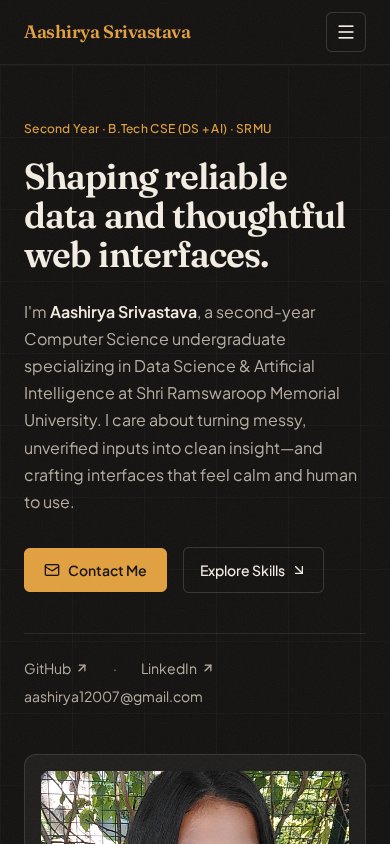 Aashirya Srivastava
Second Year · B.Tech CSE (DS + AI) · SRMU
Shaping reliable
data and thoughtful
web interfaces.
I'm Aashirya Srivastava, a second-year
Computer Science undergraduate
specializing in Data Science & Artificial
Intelligence at Shri Ramswaroop Memorial
University. I care about turning messy,
unverified inputs into clean insight—and
crafting interfaces that feel calm and human
to use.
Contact Me
Explore Skills ↘
GitHub ↗ · LinkedIn ↗
aashirya12007@gmail.com